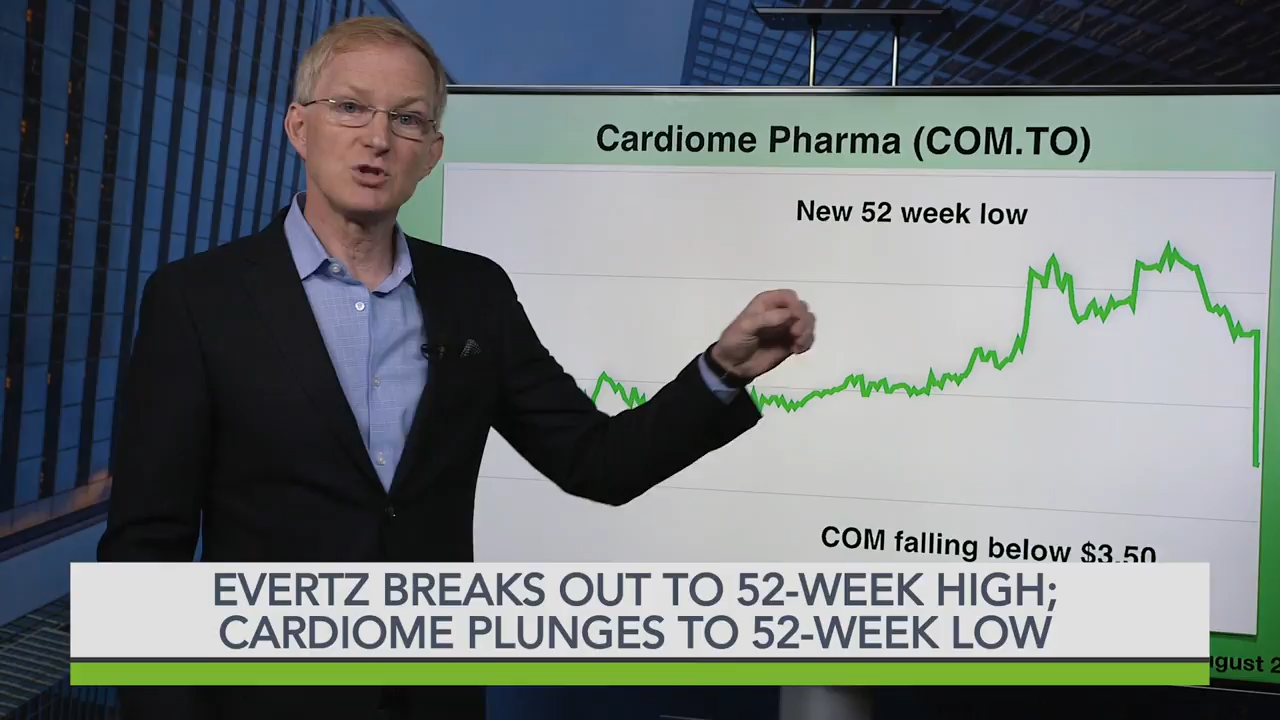 Cardiome Pharma (COM.TO)
New 52 week low
COM falling below $3.50
EVERTZ BREAKS OUT TO 52-WEEK HIGH;
CARDIOME PLUNGES TO 52-WEEK LOW